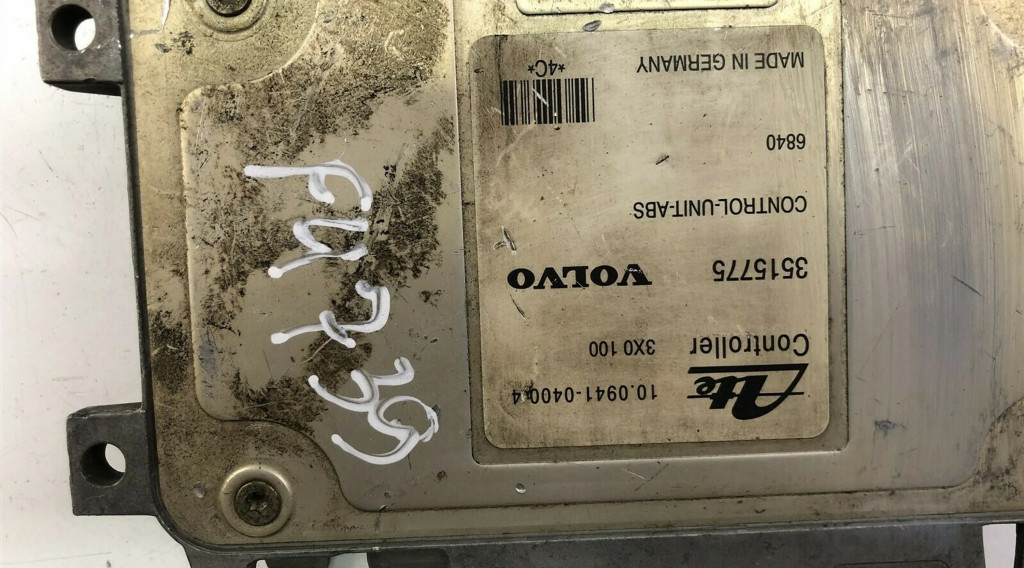 Ate 10.0941-0400.4
Controller 3X0 100
3515775 VOLVO
CONTROL-UNIT-ABS
6840
MADE IN GERMANY *4C*